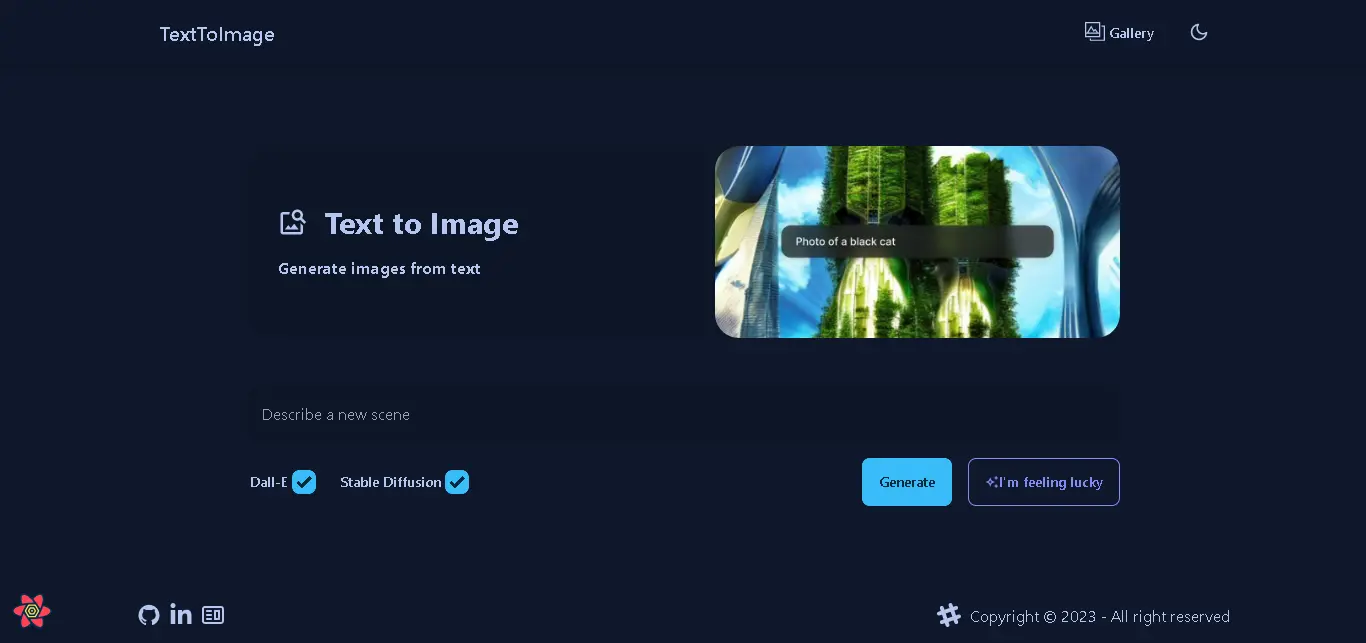 TextToImage
Gallery
Text to Image
Generate images from text
Photo of a black cat
Describe a new scene
Dall-E
Stable Diffusion
Generate
I'm feeling lucky
in
Copyright © 2023 - All right reserved